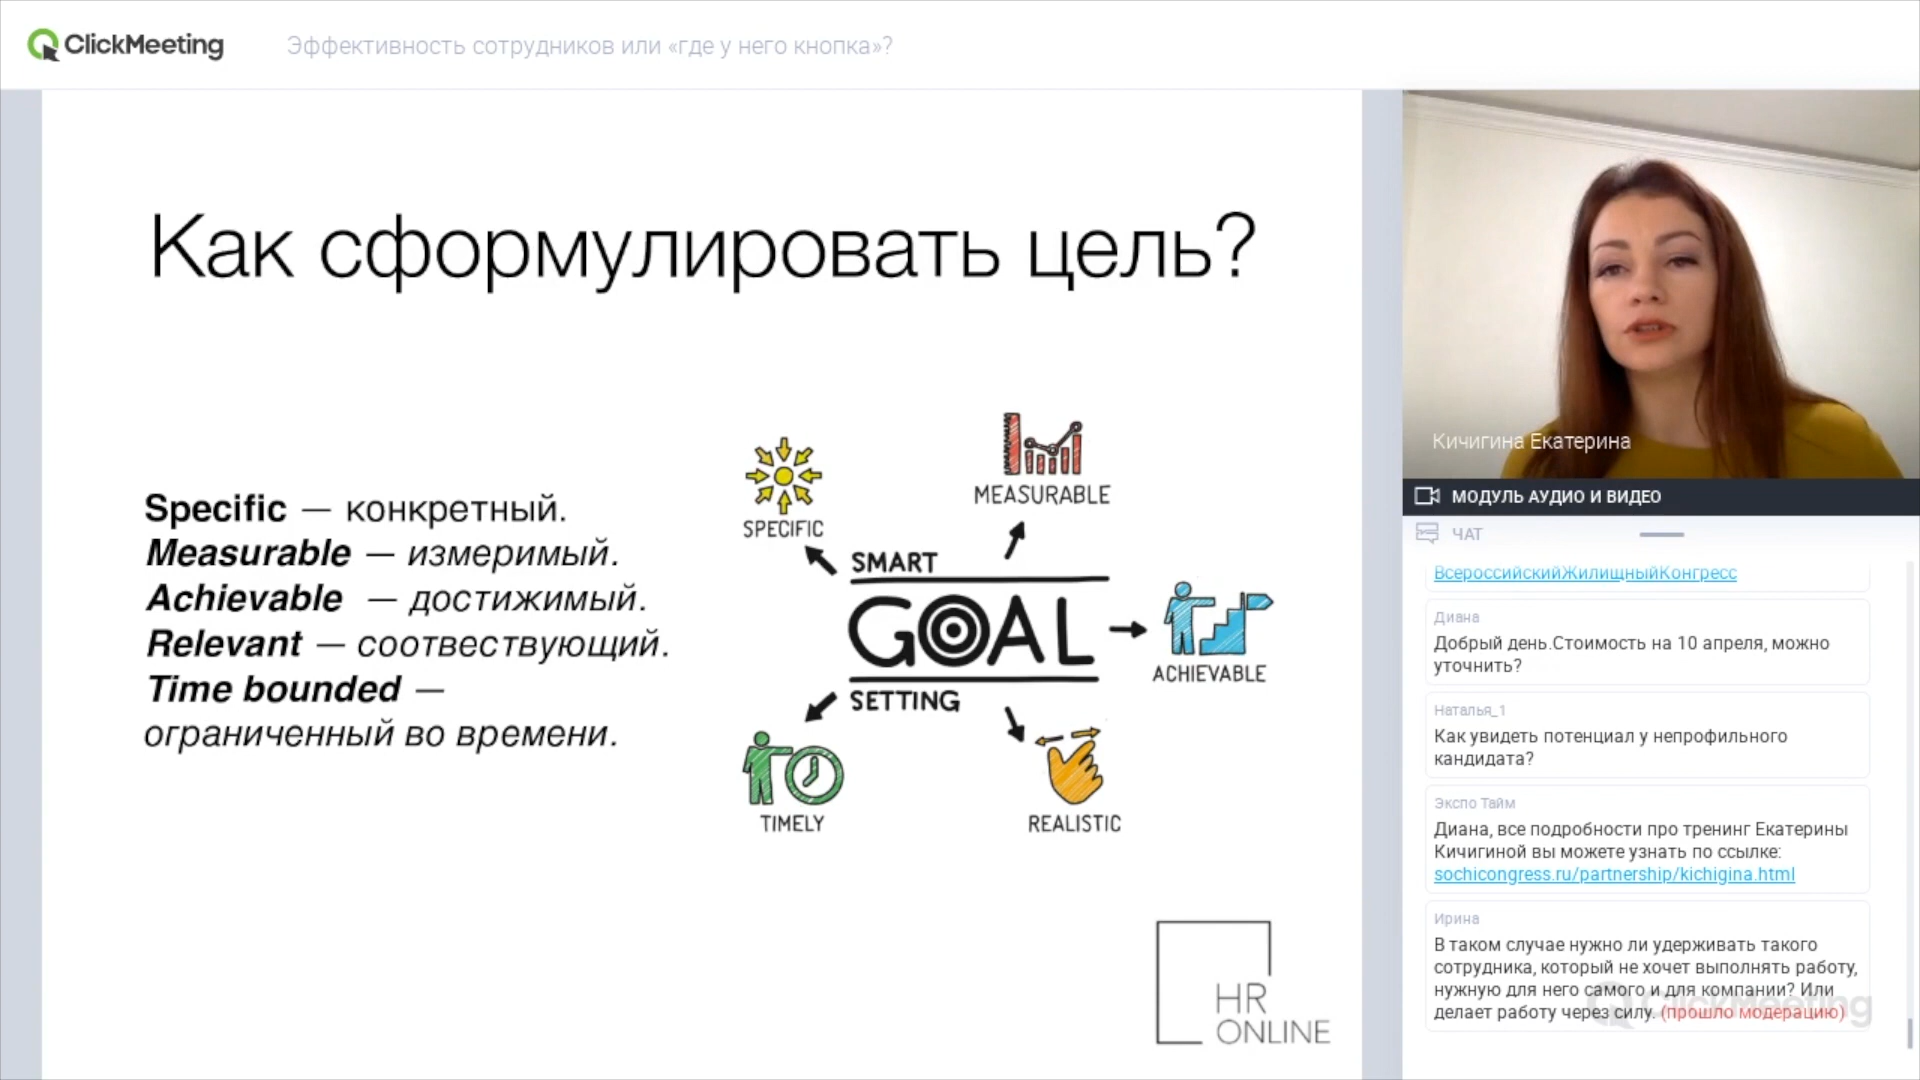 ClickMeeting
Эффективность сотрудников или «где у него кнопка»?
Как сформулировать цель?
Specific — конкретный.
Measurable — измеримый.
Achievable — достижимый.
Relevant — соотвествующий.
Time bounded —
ограниченный во времени.
SPECIFIC
MEASURABLE
SMART
GOAL
SETTING
ACHIEVABLE
TIMELY
REALISTIC
HR
ONLINE
Кичигина Екатерина
МОДУЛЬ АУДИО И ВИДЕО
ЧАТ
ВсероссийскийЖилищныйКонгресс
Диана
Добрый день.Стоимость на 10 апреля, можно
уточнить?
Наталья_1
Как увидеть потенциал у непрофильного
кандидата?
Экспо Тайм
Диана, все подробности про тренинг Екатерины
Кичигиной вы можете узнать по ссылке:
sochicongress.ru/partnership/kichigina.html
Ирина
В таком случае нужно ли удерживать такого
сотрудника, который не хочет выполнять работу,
нужную для него самого и для компании? Или
делает работу через силу. (прошло модерацию)
ClickMeeting